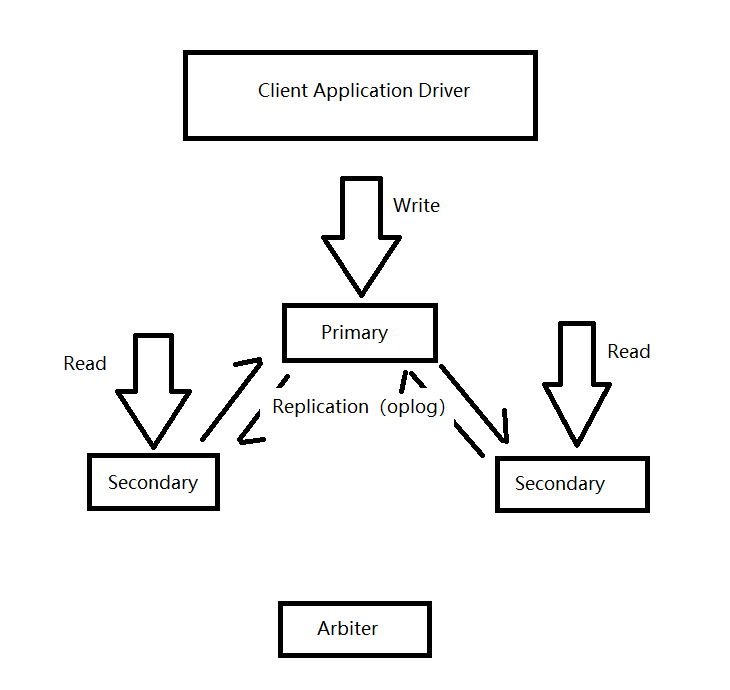 Client Application Driver
Write
Primary
Read
Read
Replication（oplog）
Secondary
Secondary
Arbiter